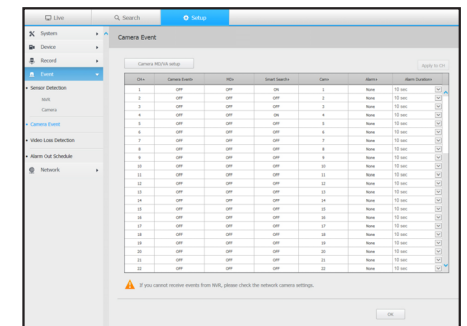 Live
Search
Setup
System
Device
Record
Event
Sensor Detection
NVR
Camera
Camera Event
Video Loss Detection
Alarm Out Schedule
Network
Camera Event
Camera MD/IVA setup
Apply to CH
CH Camera Event MD Smart Search Cam Alarm Alarm Duration
1 OFF OFF ON 1 None 10 sec
2 OFF OFF OFF 2 None 10 sec
3 OFF OFF OFF 3 None 10 sec
4 OFF OFF ON 4 None 10 sec
5 OFF OFF OFF 5 None 10 sec
6 OFF OFF OFF 6 None 10 sec
7 OFF OFF OFF 7 None 10 sec
8 OFF OFF OFF 8 None 10 sec
9 OFF OFF OFF 9 None 10 sec
10 OFF OFF OFF 10 None 10 sec
11 OFF OFF OFF 11 None 10 sec
12 OFF OFF OFF 12 None 10 sec
13 OFF OFF OFF 13 None 10 sec
14 OFF OFF OFF 14 None 10 sec
15 OFF OFF OFF 15 None 10 sec
16 OFF OFF OFF 16 None 10 sec
17 OFF OFF OFF 17 None 10 sec
18 OFF OFF OFF 18 None 10 sec
19 OFF OFF OFF 19 None 10 sec
20 OFF OFF OFF 20 None 10 sec
21 OFF OFF OFF 21 None 10 sec
22 OFF OFF OFF 22 None 10 sec
If you cannot receive events from NVR, please check the network camera settings.
OK